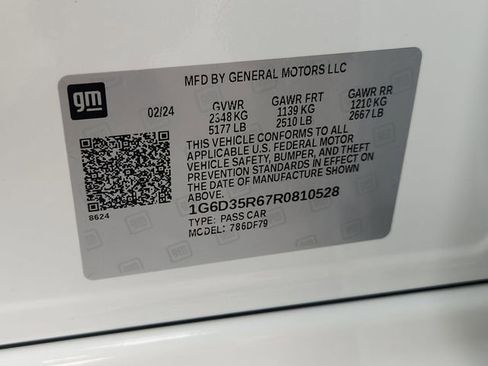 gm
MFD BY GENERAL MOTORS LLC
02/24 GVWR GAWR FRT GAWR RR
2348 KG 1139 KG 1210 KG
5177 LB 2510 LB 2667 LB
THIS VEHICLE CONFORMS TO ALL
APPLICABLE U.S. FEDERAL MOTOR
VEHICLE SAFETY, BUMPER, AND THEFT
PREVENTION STANDARDS IN EFFECT ON
THE DATE OF MANUFACTURE SHOWN
ABOVE.
8624
1G6D35R67R0810528
TYPE: PASS CAR
MODEL: 786DF79